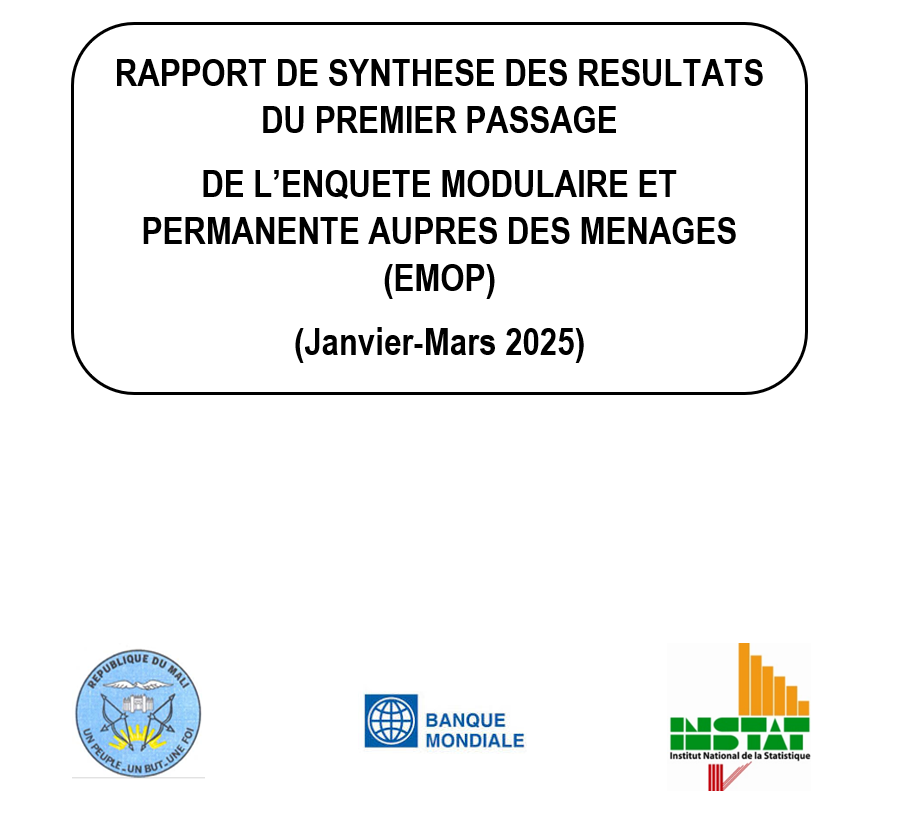 RAPPORT DE SYNTHESE DES RESULTATS
DU PREMIER PASSAGE
DE L’ENQUETE MODULAIRE ET
PERMANENTE AUPRES DES MENAGES
(EMOP)
(Janvier-Mars 2025)
REPUBLIQUE DU MALI
UN PEUPLE - UN BUT - UNE FOI
BANQUE
MONDIALE
INSTAT
Institut National de la Statistique